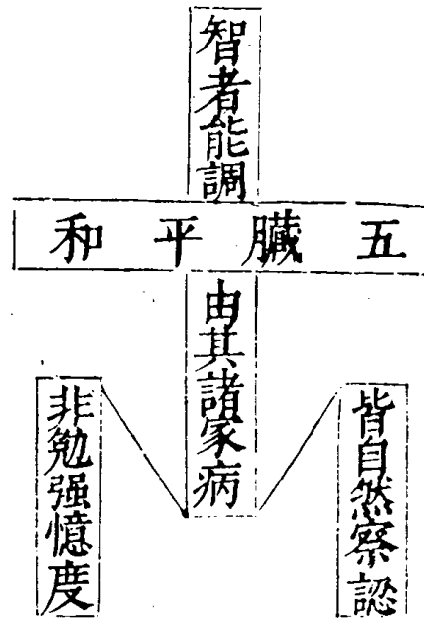 智者能調
五臟平和
由其諸家病
皆自然察認
非勉强憶度